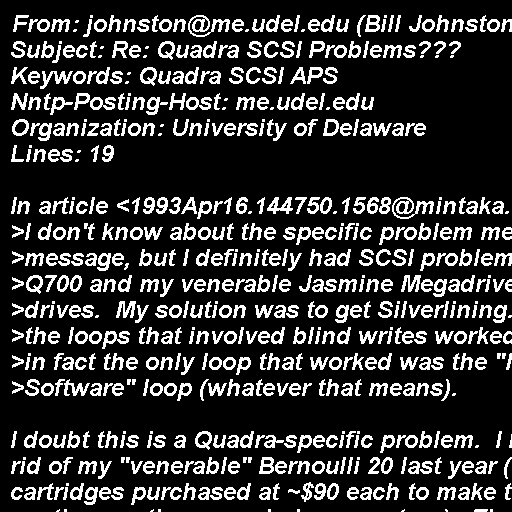 From: johnston@me.udel.edu (Bill Johnston
Subject: Re: Quadra SCSI Problems???
Keywords: Quadra SCSI APS
Nntp-Posting-Host: me.udel.edu
Organization: University of Delaware
Lines: 19

In article <1993Apr16.144750.1568@mintaka.
>I don't know about the specific problem me
>message, but I definitely had SCSI problem
>Q700 and my venerable Jasmine Megadrive
>drives.  My solution was to get Silverlining.
>the loops that involved blind writes worked
>in fact the only loop that worked was the "
>Software" loop (whatever that means).

I doubt this is a Quadra-specific problem.  I
rid of my "venerable" Bernoulli 20 last year (
cartridges purchased at ~$90 each to make t